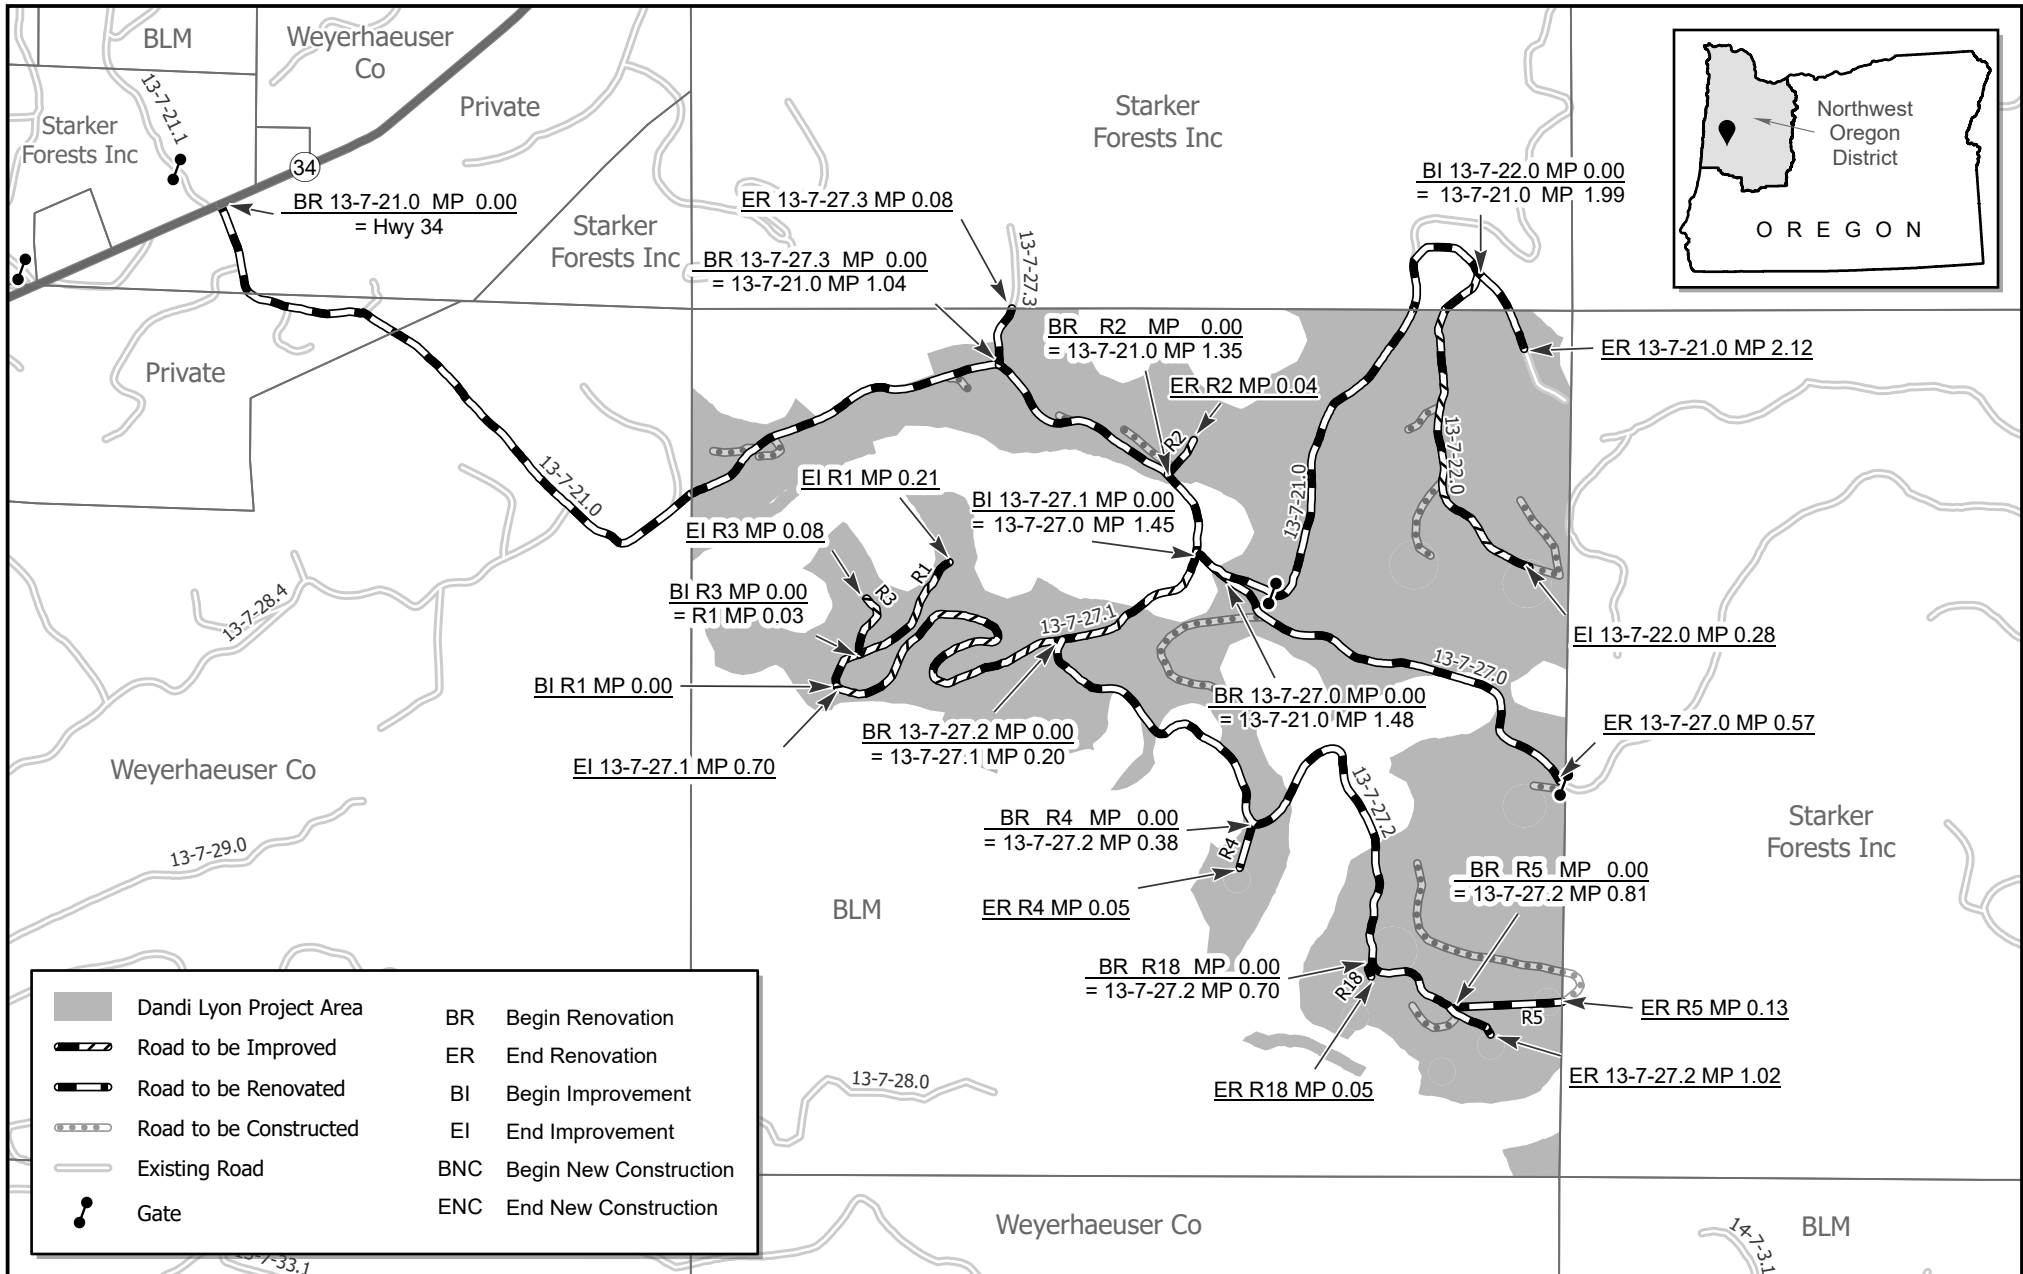 BLM
Weyerhaeuser
Co
Private
Starker
Forests Inc
13-7-21.1
34
BR 13-7-21.0 MP 0.00
= Hwy 34
Starker
Forests Inc
Starker
Forests Inc
Private
ER 13-7-27.3 MP 0.08
BR 13-7-27.3 MP 0.00
= 13-7-21.0 MP 1.04
13-7-27.3
BI 13-7-22.0 MP 0.00
= 13-7-21.0 MP 1.99
Northwest
Oregon
District
OREGON
BR R2 MP 0.00
= 13-7-21.0 MP 1.35
ER R2 MP 0.04
R2
ER 13-7-21.0 MP 2.12
13-7-22.0
13-7-21.0
13-7-21.0
EI R1 MP 0.21
EI R3 MP 0.08
BI 13-7-27.1 MP 0.00
= 13-7-27.0 MP 1.45
R1
R3
BI R3 MP 0.00
= R1 MP 0.03
13-7-28.4
13-7-27.1
EI 13-7-22.0 MP 0.28
13-7-27.0
BI R1 MP 0.00
BR 13-7-27.0 MP 0.00
= 13-7-21.0 MP 1.48
ER 13-7-27.0 MP 0.57
BR 13-7-27.2 MP 0.00
= 13-7-27.1 MP 0.20
EI 13-7-27.1 MP 0.70
Weyerhaeuser Co
13-7-27.2
BR R4 MP 0.00
= 13-7-27.2 MP 0.38
R4
ER R4 MP 0.05
13-7-29.0
Starker
Forests Inc
BR R5 MP 0.00
= 13-7-27.2 MP 0.81
BLM
BR R18 MP 0.00
= 13-7-27.2 MP 0.70
R18
R5
ER R5 MP 0.13
ER 13-7-27.2 MP 1.02
ER R18 MP 0.05
13-7-28.0
Dandi Lyon Project Area
Road to be Improved
Road to be Renovated
Road to be Constructed
Existing Road
Gate
BR Begin Renovation
ER End Renovation
BI Begin Improvement
EI End Improvement
BNC Begin New Construction
ENC End New Construction
13-7-33.1
Weyerhaeuser Co
14-7-3.1
BLM